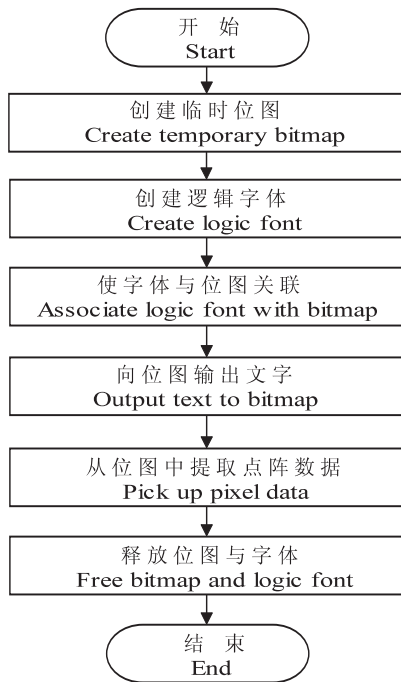 开 始
Start
创建临时位图
Create temporary bitmap
创建逻辑字体
Create logic font
使字体与位图关联
Associate logic font with bitmap
向位图输出文字
Output text to bitmap
从位图中提取点阵数据
Pick up pixel data
释放位图与字体
Free bitmap and logic font
结 束
End